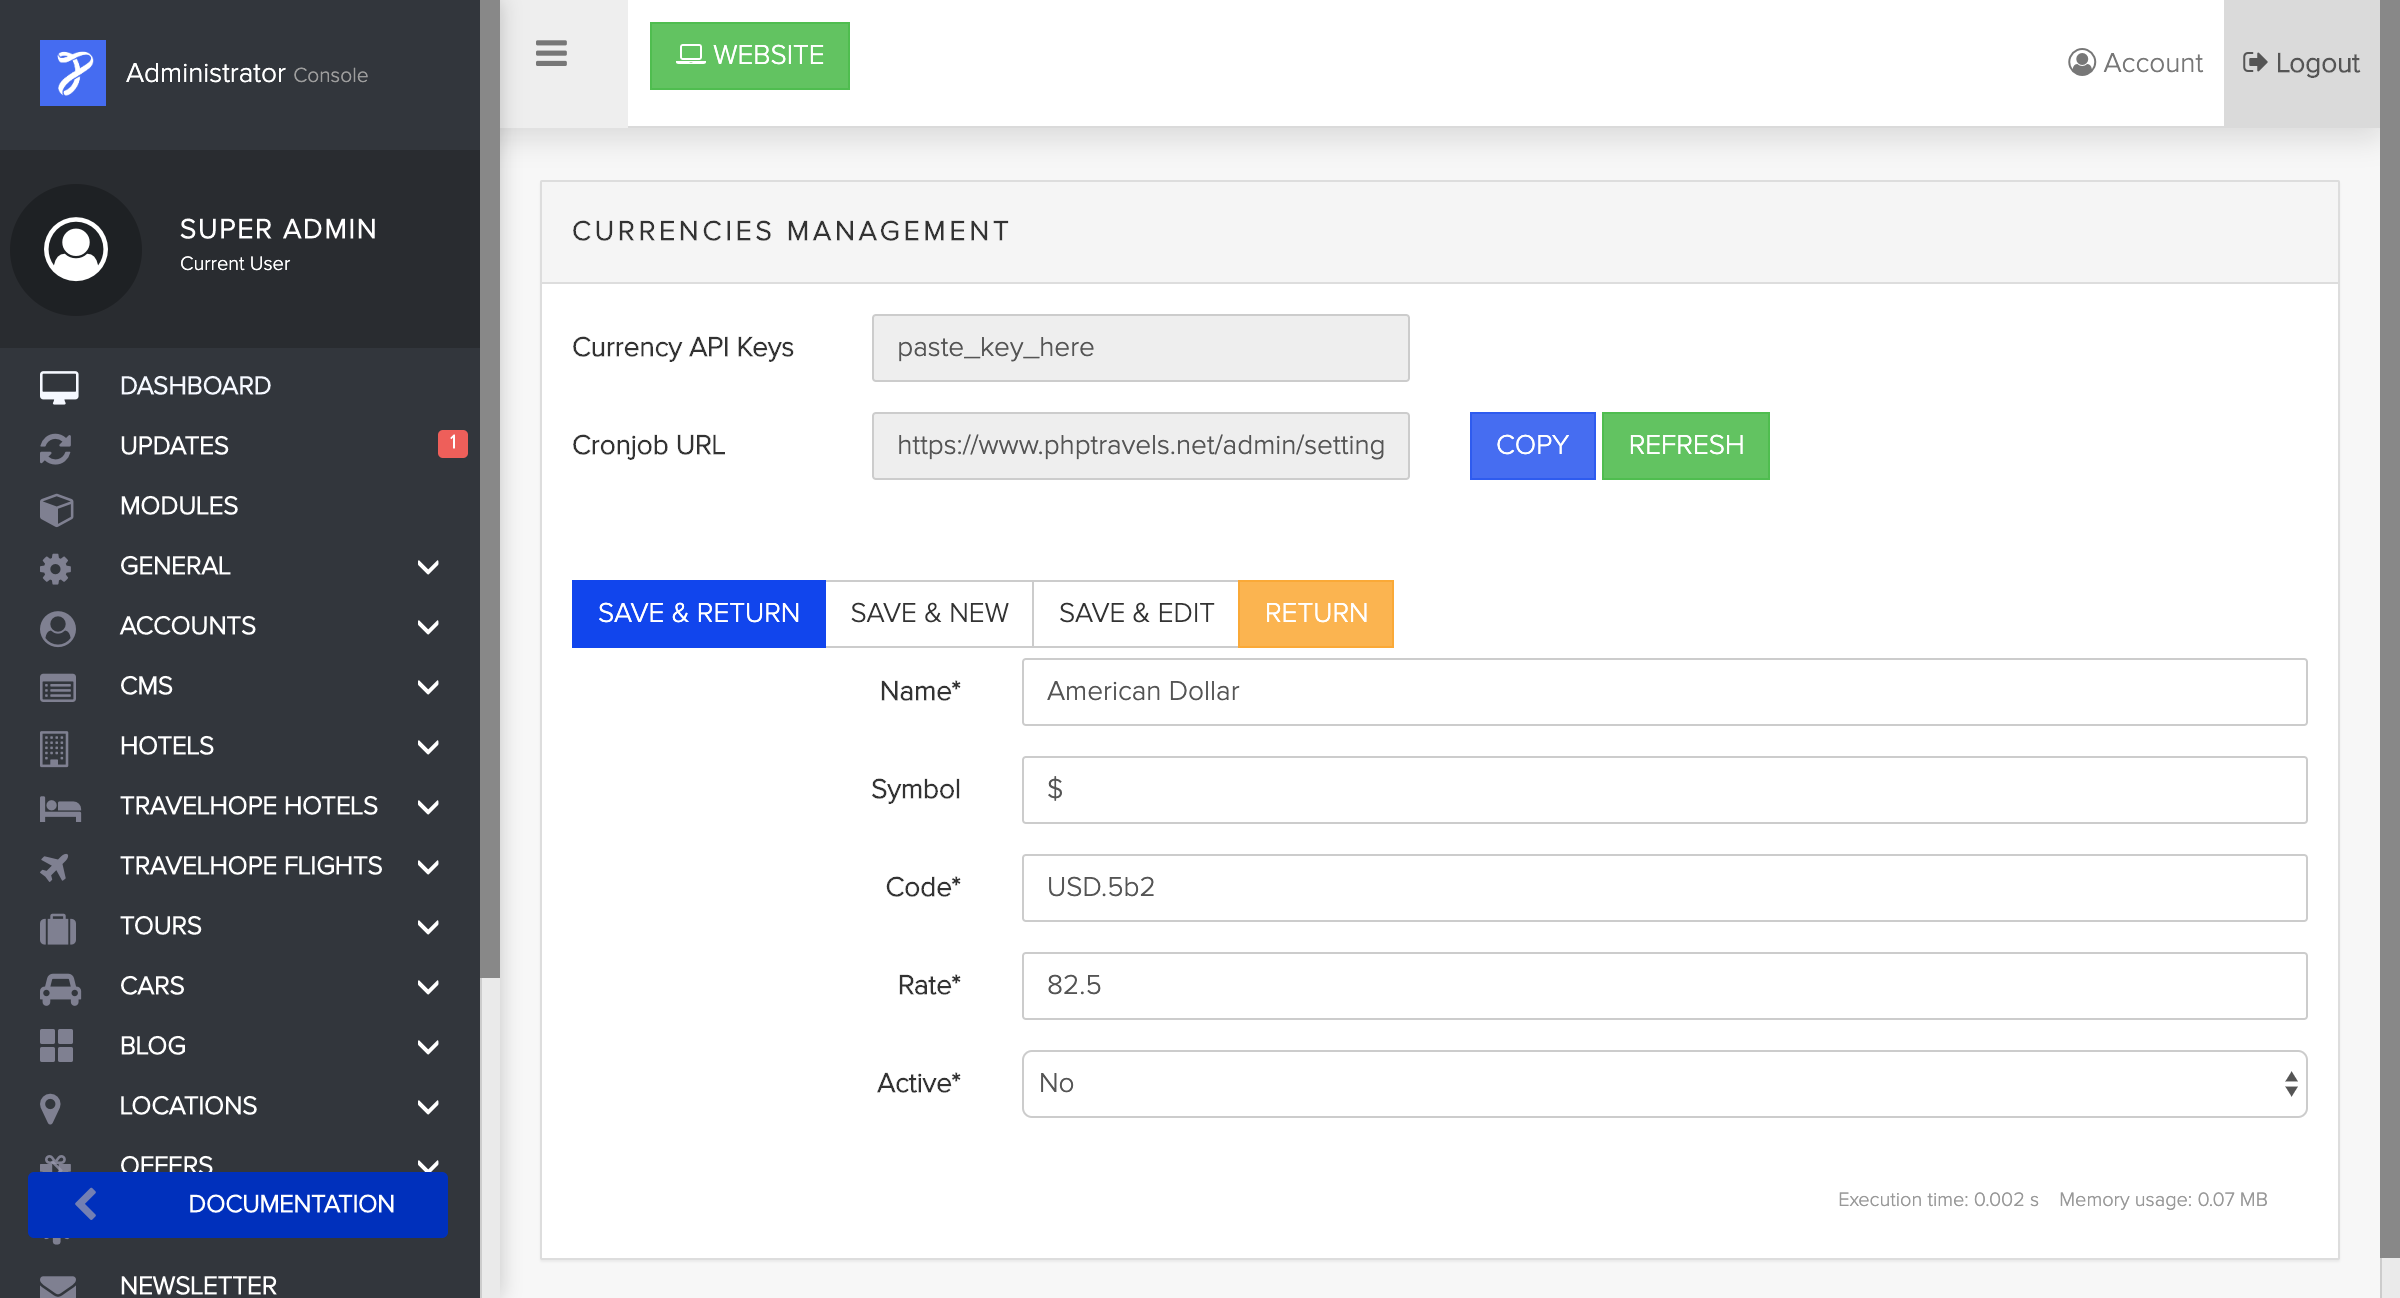 Administrator Console
WEBSITE
Account
Logout
SUPER ADMIN
Current User
DASHBOARD
UPDATES 1
MODULES
GENERAL
ACCOUNTS
CMS
HOTELS
TRAVELHOPE HOTELS
TRAVELHOPE FLIGHTS
TOURS
CARS
BLOG
LOCATIONS
OFFERS
DOCUMENTATION
NEWSLETTER
CURRENCIES MANAGEMENT
Currency API Keys paste_key_here
Cronjob URL https://www.phptravels.net/admin/setting COPY REFRESH
SAVE & RETURN SAVE & NEW SAVE & EDIT RETURN
Name* American Dollar
Symbol $
Code* USD.5b2
Rate* 82.5
Active* No
Execution time: 0.002 s Memory usage: 0.07 MB